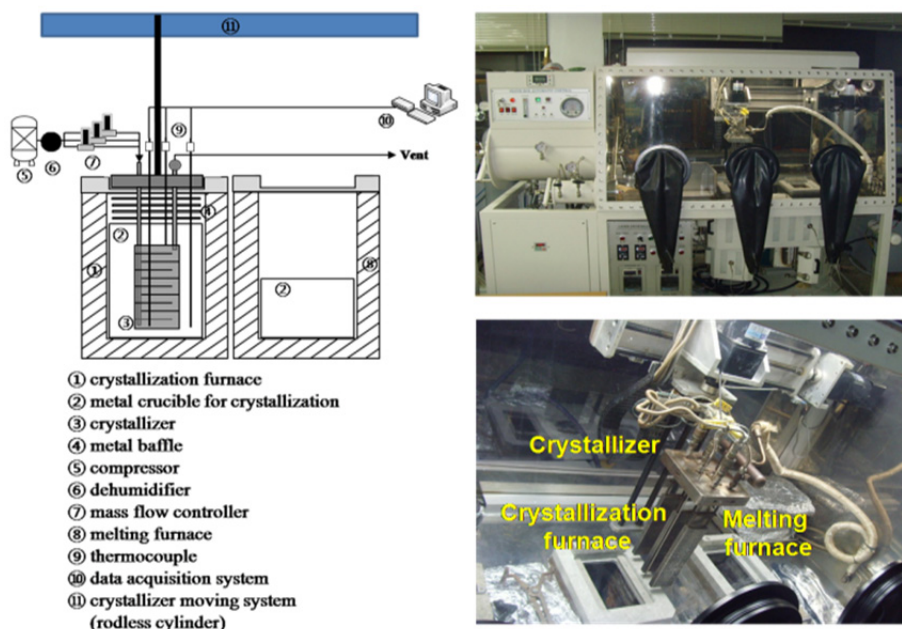 ⑪
⑨
⑩
Vent
⑤
⑥
⑦
④
②
①
⑧
②
③
① crystallization furnace
② metal crucible for crystallization
③ crystallizer
④ metal baffle
⑤ compressor
⑥ dehumidifier
⑦ mass flow controller
⑧ melting furnace
⑨ thermocouple
⑩ data acquisition system
⑪ crystallizer moving system
(rodless cylinder)
Crystallizer
Crystallization
furnace
Melting
furnace